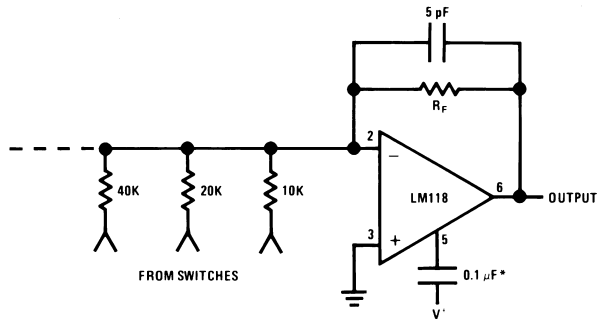 5 pF
R_F
2
−
40K
20K
10K
LM118
6
OUTPUT
3
+
5
FROM SWITCHES
0.1 μF*
V⁺